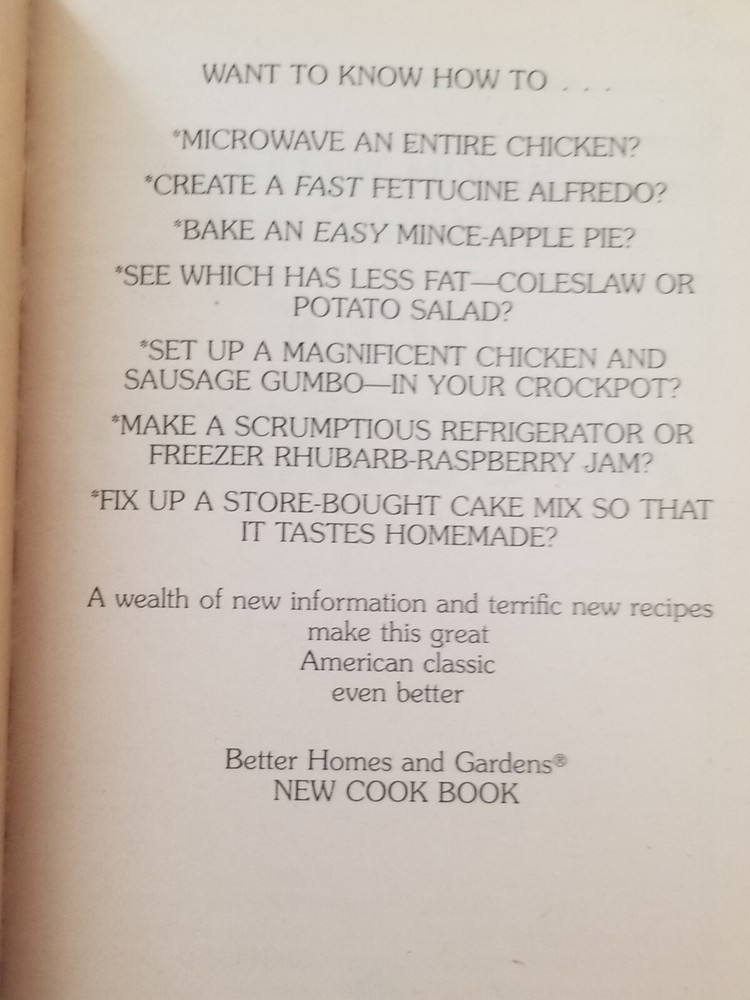 WANT TO KNOW HOW TO . . .
*MICROWAVE AN ENTIRE CHICKEN?
*CREATE A FAST FETTUCINE ALFREDO?
*BAKE AN EASY MINCE-APPLE PIE?
*SEE WHICH HAS LESS FAT—COLESLAW OR
POTATO SALAD?
*SET UP A MAGNIFICENT CHICKEN AND
SAUSAGE GUMBO—IN YOUR CROCKPOT?
*MAKE A SCRUMPTIOUS REFRIGERATOR OR
FREEZER RHUBARB-RASPBERRY JAM?
*FIX UP A STORE-BOUGHT CAKE MIX SO THAT
IT TASTES HOMEMADE?
A wealth of new information and terrific new recipes
make this great
American classic
even better
Better Homes and Gardens®
NEW COOK BOOK